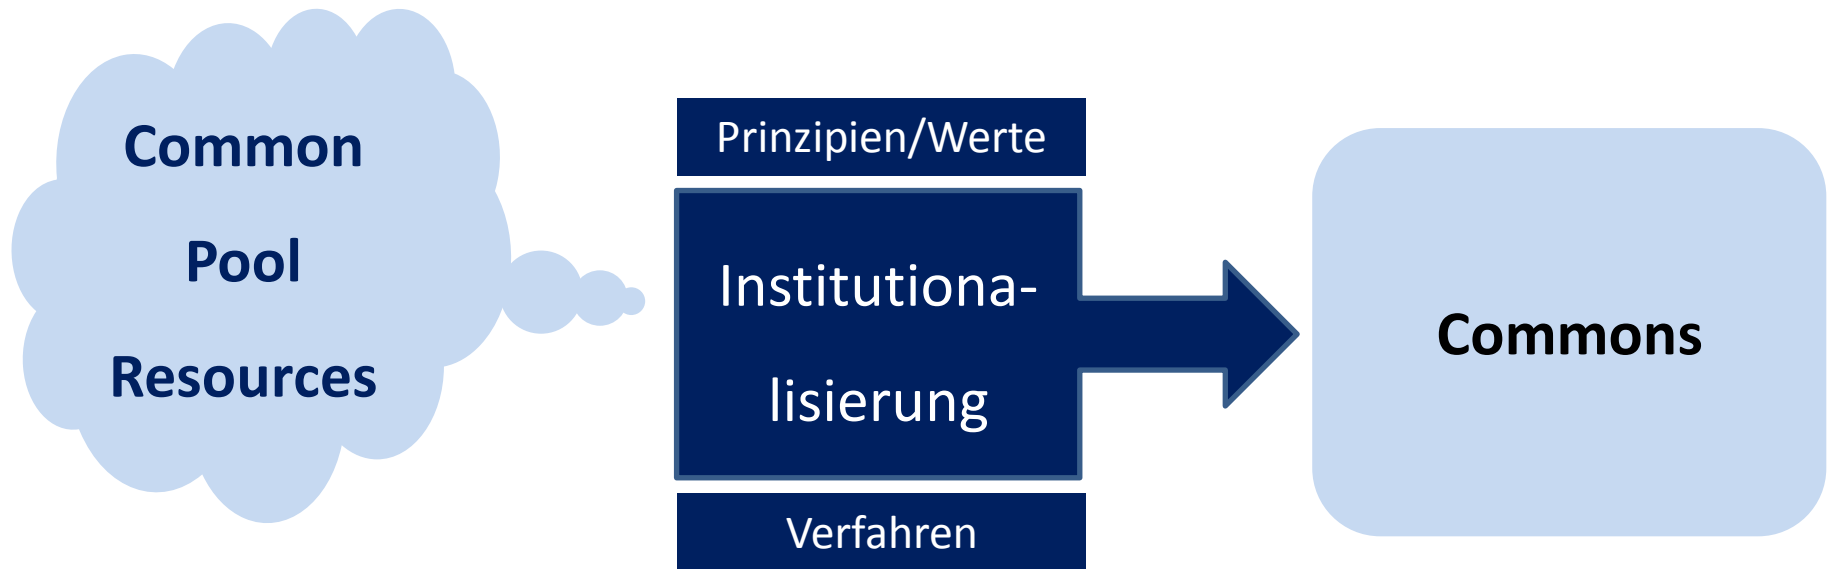 Common
Pool
Resources
Prinzipien/Werte
Institutiona-
lisierung
Verfahren
Commons